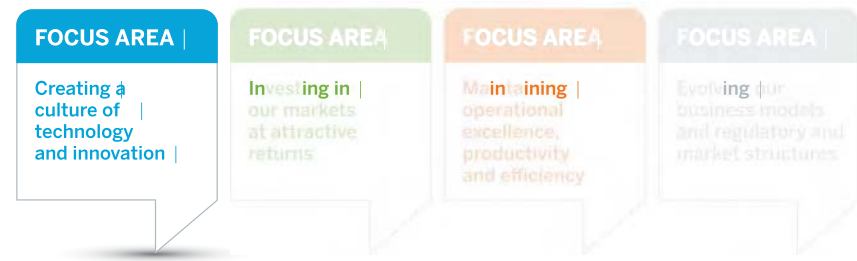 FOCUS AREA
Creating a
culture of
technology
and innovation
FOCUS AREA
Investing in
our markets
at attractive
returns
FOCUS AREA
Maintaining
operational
excellence,
productivity
and efficiency
FOCUS AREA
Evolving our
business models
and regulatory and
market structures